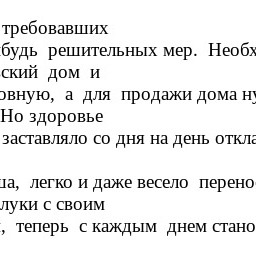 требовавших
будь решительных мер. Необх
ский дом и
овную, а для продажи дома ну
Но здоровье
заставляло со дня на день откла
ша, легко и даже весело перено
луки с своим
, теперь с каждым днем стано